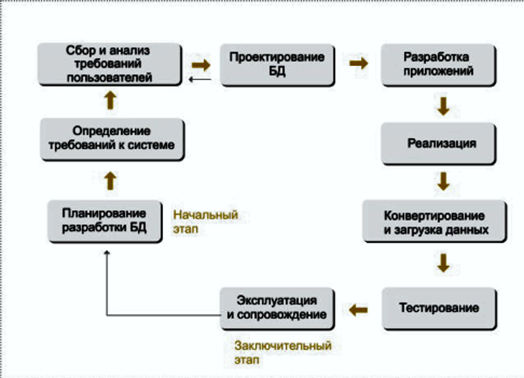 Сбор и анализ
требований
пользователей
Проектирование
БД
Разработка
приложений
Определение
требований к системе
Реализация
Планирование
разработки БД
Начальный
этап
Конвертирование
и загрузка данных
Эксплуатация
и сопровождение
Тестирование
Заключительный
этап